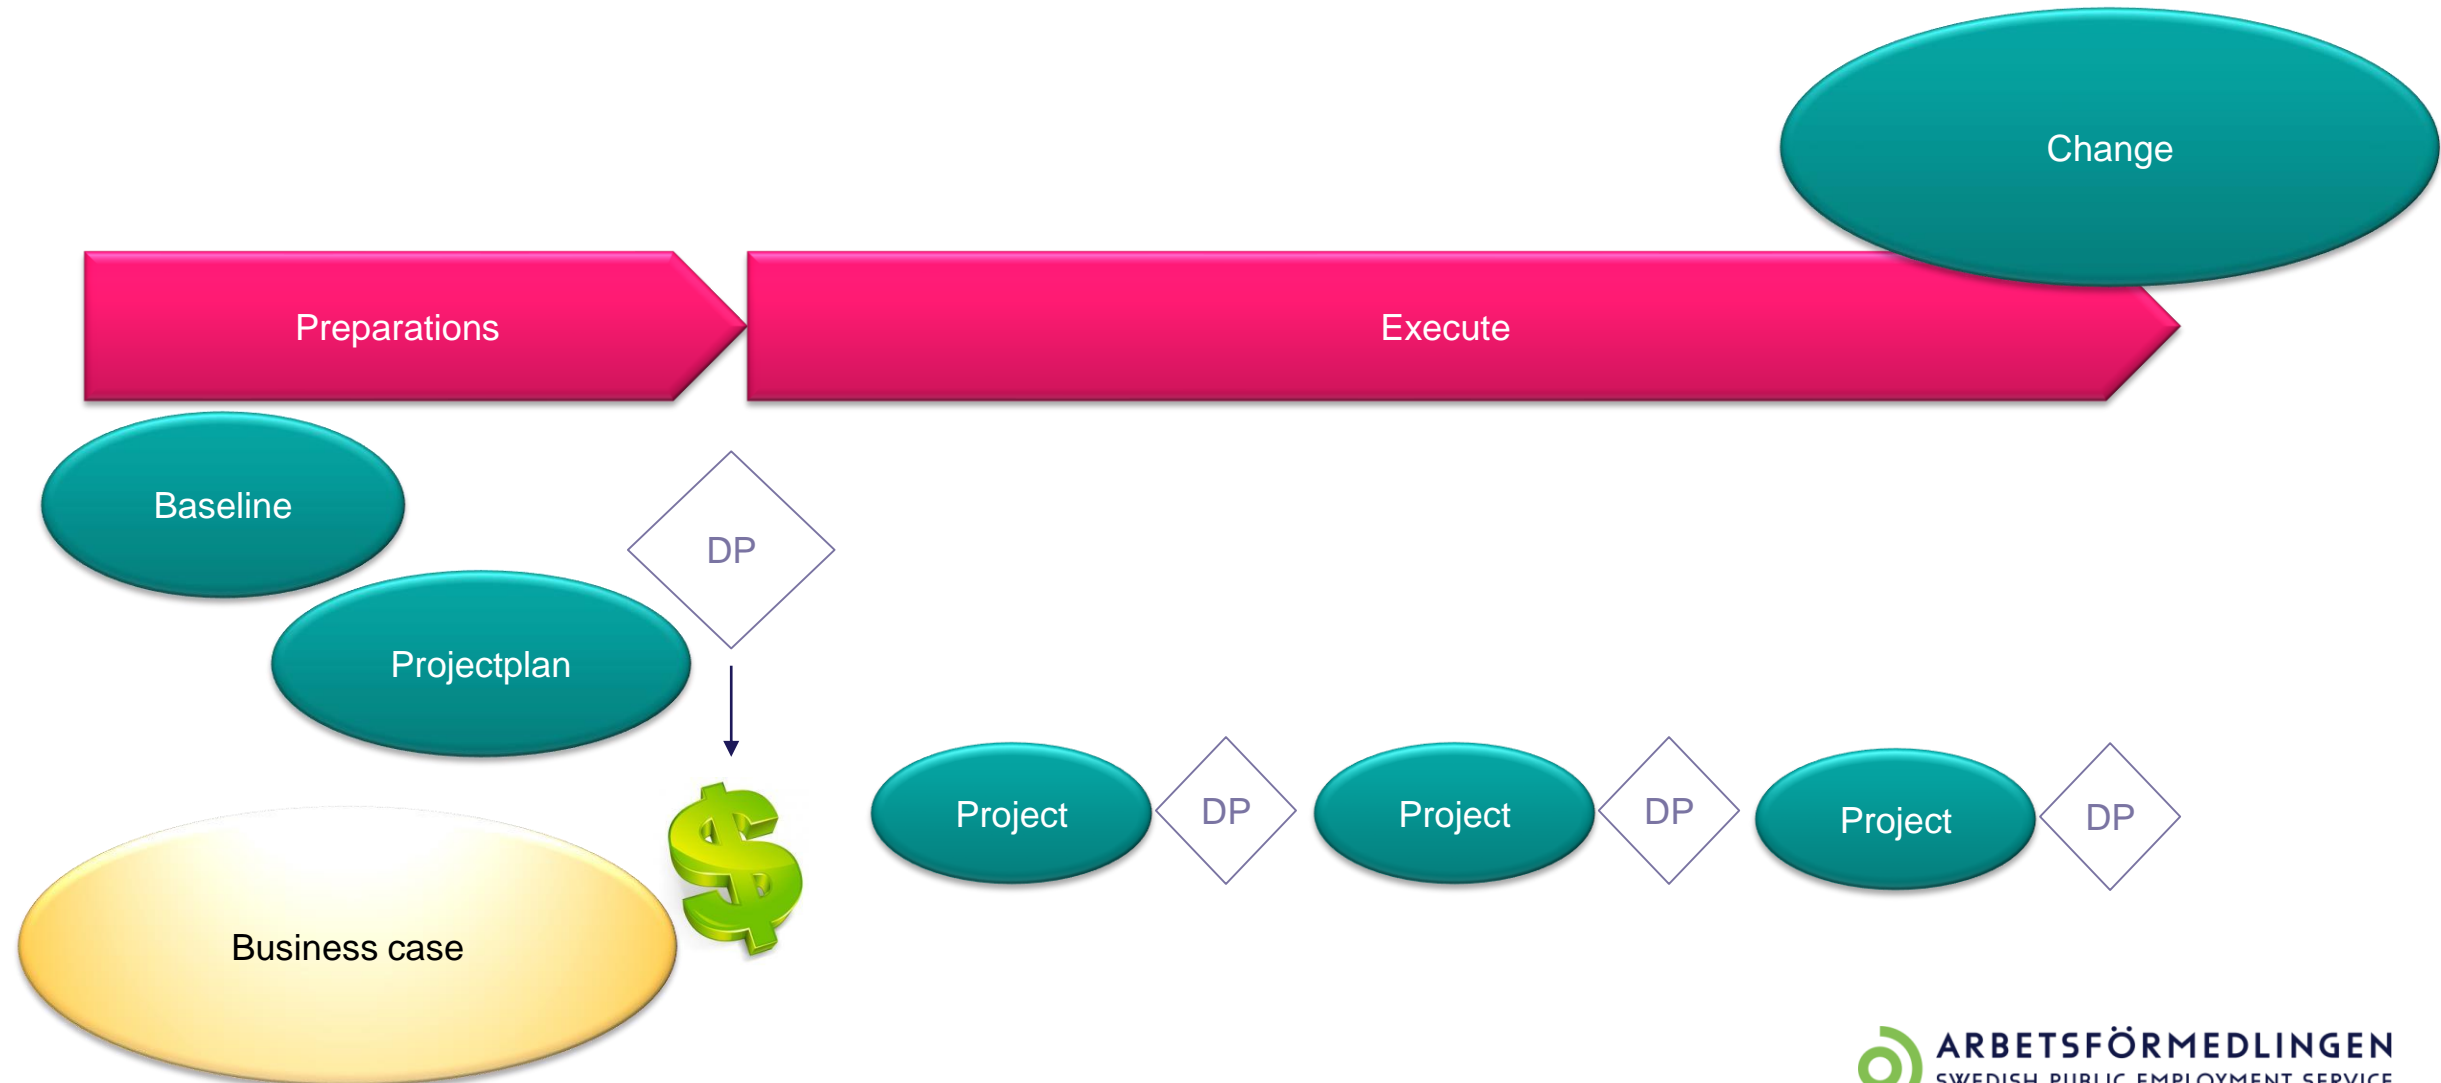 Change
Preparations
Execute
Baseline
DP
Projectplan
Project
DP
Project
DP
Project
DP
Business case
ARBETSFÖRMEDLINGEN
SWEDISH PUBLIC EMPLOYMENT SERVICE